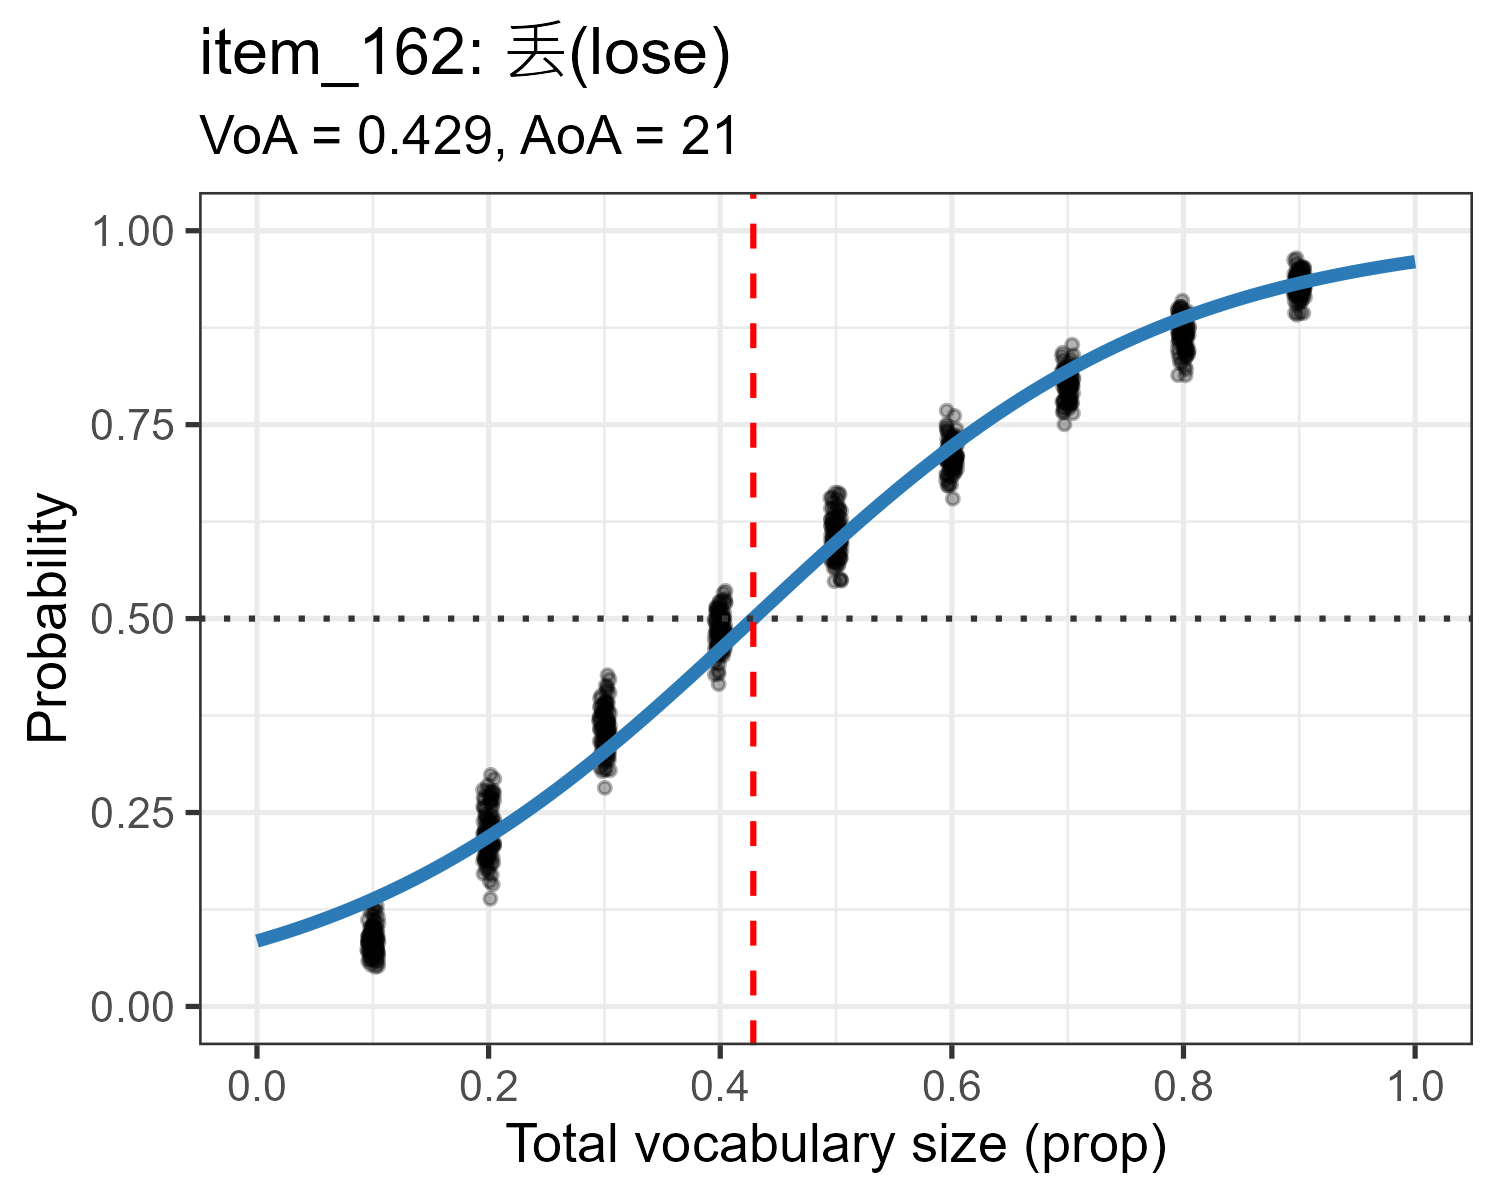 item_162: 丢(lose)
VoA = 0.429, AoA = 21
1.00
0.75
0.50
0.25
0.00
Probability
0.0 0.2 0.4 0.6 0.8 1.0
Total vocabulary size (prop)